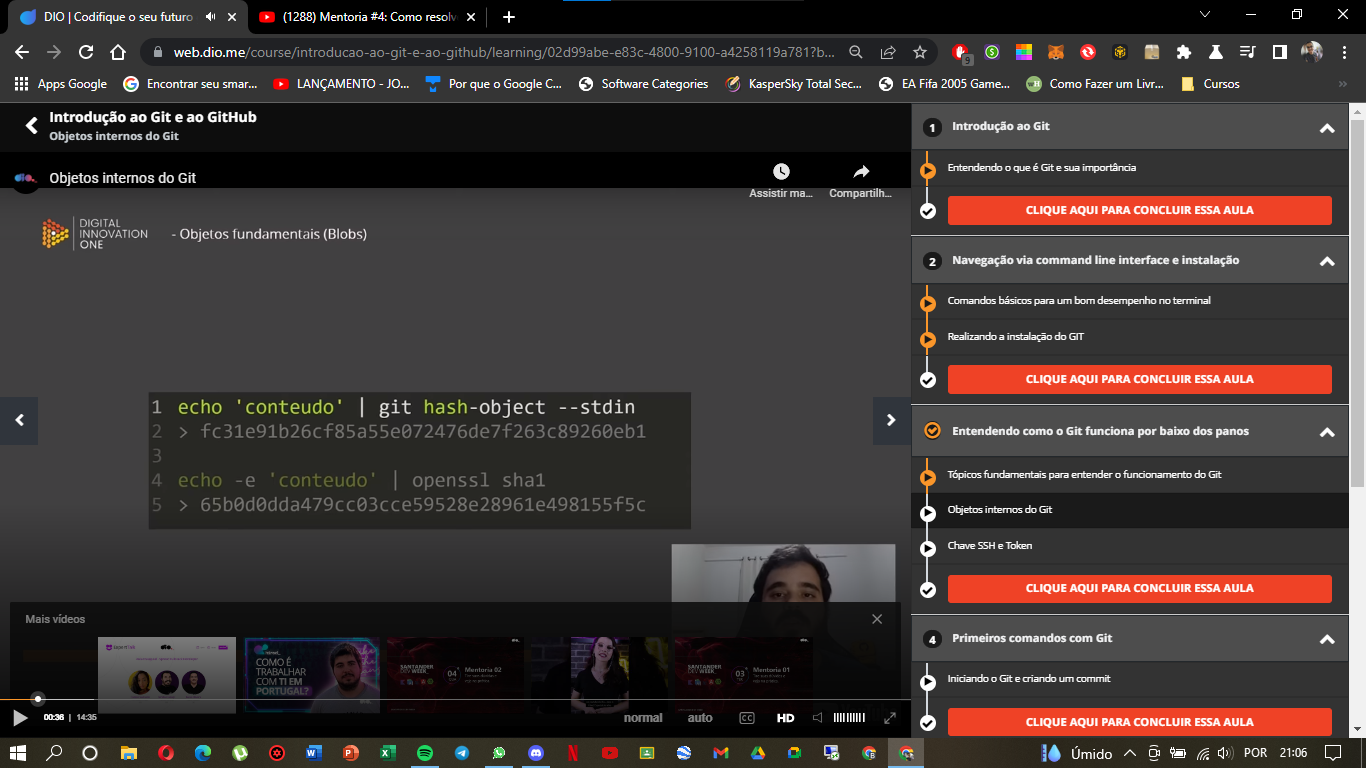 DIO | Codifique o seu futuro
(1288) Mentoria #4: Como resolv
web.dio.me/course/introducao-ao-git-e-ao-github/learning/02d99abe-e83c-4800-9100-a4258119a781?b...
9
Apps Google
Encontrar seu smar...
LANÇAMENTO - JO...
Por que o Google C...
Software Categories
KasperSky Total Sec...
EA Fifa 2005 Game...
Como Fazer um Livr...
Cursos
Introdução ao Git e ao GitHub
Objetos internos do Git
dio.
Objetos internos do Git
Assistir ma...
Compartilh...
DIGITAL
INNOVATION
ONE
- Objetos fundamentais (Blobs)
1 echo 'conteudo' | git hash-object --stdin
2 > fc31e91b26cf85a55e072476de7f263c89260eb1
3
4 echo -e 'conteudo' | openssl sha1
5 > 65b0d0dda479cc03cce59528e28961e498155f5c
Mais vídeos
COMO É
TRABALHAR
COM TI EM
PORTUGAL?
SANTANDER
DEV WEEK
04
Mentoria 02
SANTANDER
DEV WEEK
03
Mentoria 01
00:36 | 14:35
normal
auto
CC
HD
1 Introdução ao Git
Entendendo o que é Git e sua importância
CLIQUE AQUI PARA CONCLUIR ESSA AULA
2 Navegação via command line interface e instalação
Comandos básicos para um bom desempenho no terminal
Realizando a instalação do GIT
CLIQUE AQUI PARA CONCLUIR ESSA AULA
Entendendo como o Git funciona por baixo dos panos
Tópicos fundamentais para entender o funcionamento do Git
Objetos internos do Git
Chave SSH e Token
CLIQUE AQUI PARA CONCLUIR ESSA AULA
4 Primeiros comandos com Git
Iniciando o Git e criando um commit
CLIQUE AQUI PARA CONCLUIR ESSA AULA
Úmido
POR
21:06